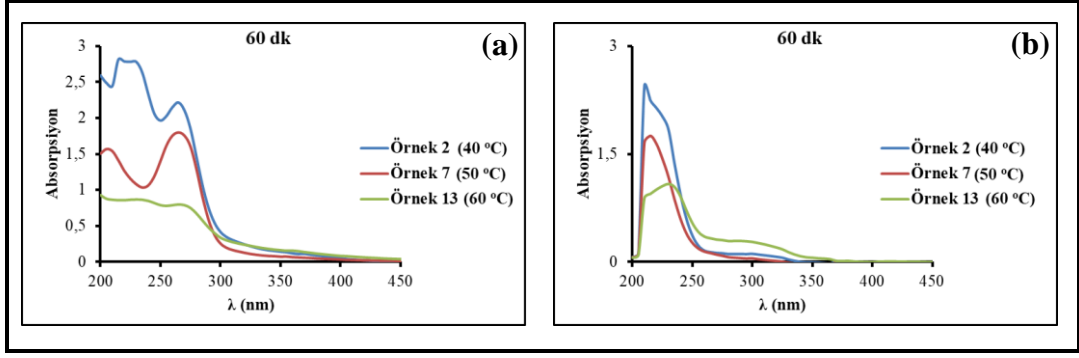 60 dk
(a)
3
2,5
2
1,5
1
0,5
0
200 250 300 350 400 450
Absorpsiyon
λ (nm)
Örnek 2 (40 °C)
Örnek 7 (50 °C)
Örnek 13 (60 °C)
60 dk
(b)
3
1,5
0
200 250 300 350 400 450
Absorpsiyon
λ (nm)
Örnek 2 (40 °C)
Örnek 7 (50 °C)
Örnek 13 (60 °C)